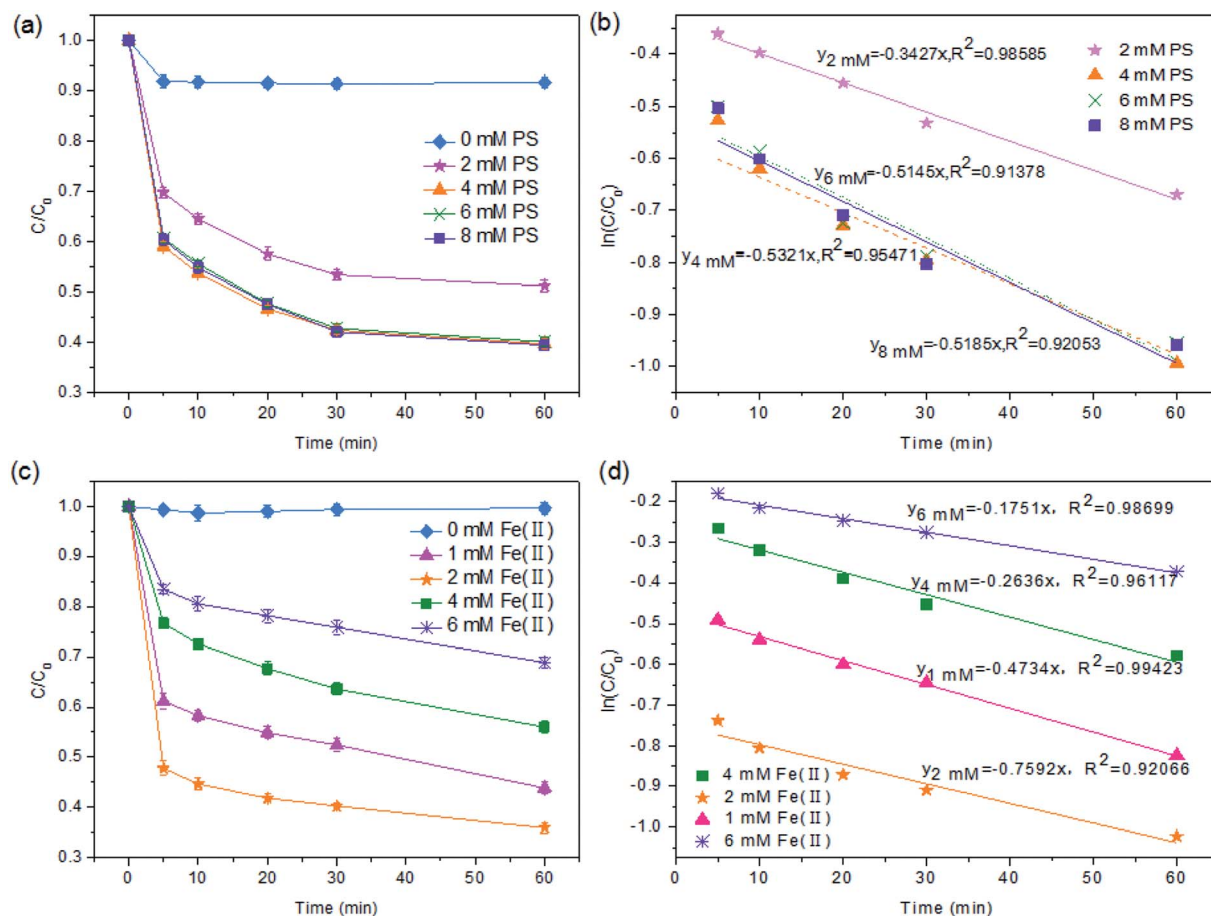 (a)
1.0
0.9
0.8
0.7
0.6
0.5
0.4
0.3
C/C0
0 mM PS
2 mM PS
4 mM PS
6 mM PS
8 mM PS
0 10 20 30 40 50 60
Time (min)
(b)
-0.4
-0.5
-0.6
-0.7
-0.8
-0.9
-1.0
ln(C/C0)
y2 mM=-0.3427x,R2=0.98585
2 mM PS
4 mM PS
6 mM PS
8 mM PS
y6 mM=-0.5145x,R2=0.91378
y4 mM=-0.5321x,R2=0.95471
y8 mM=-0.5185x,R2=0.92053
0 10 20 30 40 50 60
Time (min)
(c)
1.0
0.9
0.8
0.7
0.6
0.5
0.4
0.3
C/C0
0 mM Fe(Ⅱ)
1 mM Fe(Ⅱ)
2 mM Fe(Ⅱ)
4 mM Fe(Ⅱ)
6 mM Fe(Ⅱ)
0 10 20 30 40 50 60
Time (min)
(d)
-0.2
-0.3
-0.4
-0.5
-0.6
-0.7
-0.8
-0.9
-1.0
ln(C/C0)
y6 mM=-0.1751x, R2=0.98699
y4 mM=-0.2636x, R2=0.96117
y1 mM=-0.4734x, R2=0.99423
y2 mM=-0.7592x, R2=0.92066
4 mM Fe(Ⅱ)
2 mM Fe(Ⅱ)
1 mM Fe(Ⅱ)
6 mM Fe(Ⅱ)
0 10 20 30 40 50 60
Time (min)